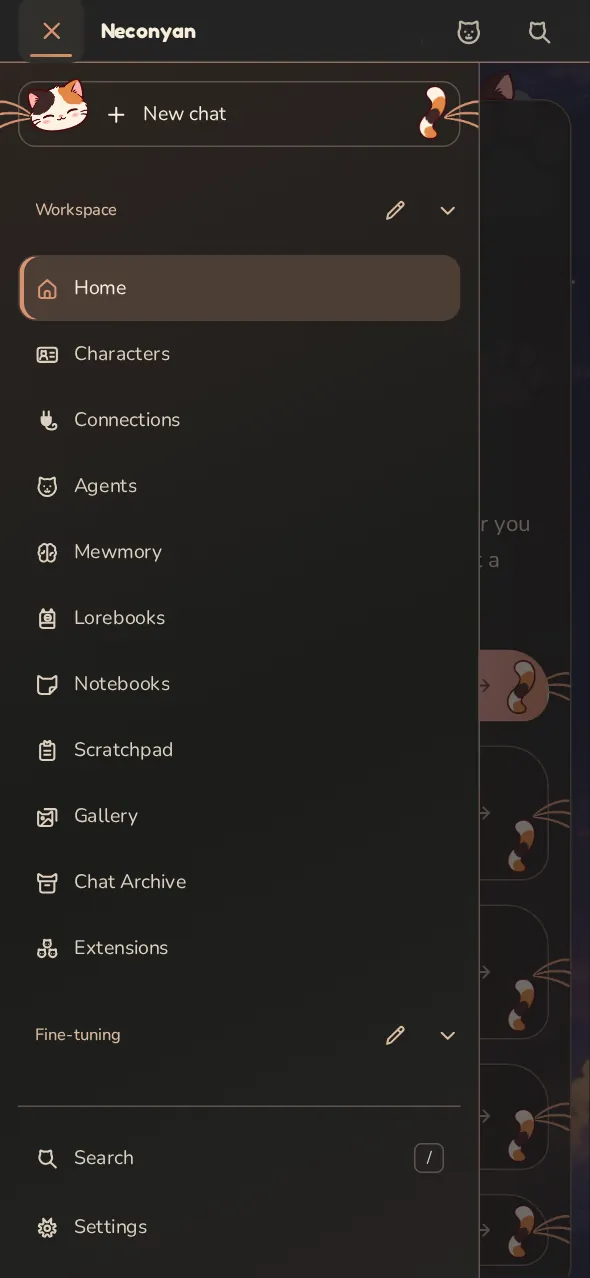 Neconyan
New chat
Workspace
Home
Characters
Connections
Agents
Mewmory
Lorebooks
Notebooks
Scratchpad
Gallery
Chat Archive
Extensions
Fine-tuning
Search /
Settings
you
a